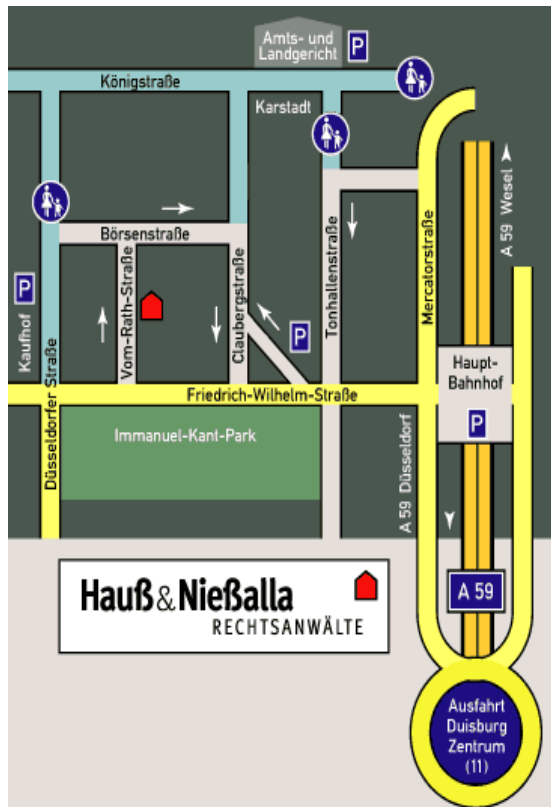 Amts- und
Landgericht
P
Königstraße
Karstadt
A 59 Wesel
Börsenstraße
Mercatorstraße
Tonhallenstraße
Claubergstraße
Vom-Rath-Straße
P
Kaufhof
P
Haupt-
Bahnhof
P
Friedrich-Wilhelm-Straße
Düsseldorfer Straße
Immanuel-Kant-Park
A 59 Düsseldorf
Hauß & Nießalla
RECHTSANWÄLTE
A 59
Ausfahrt
Duisburg
Zentrum
(11)